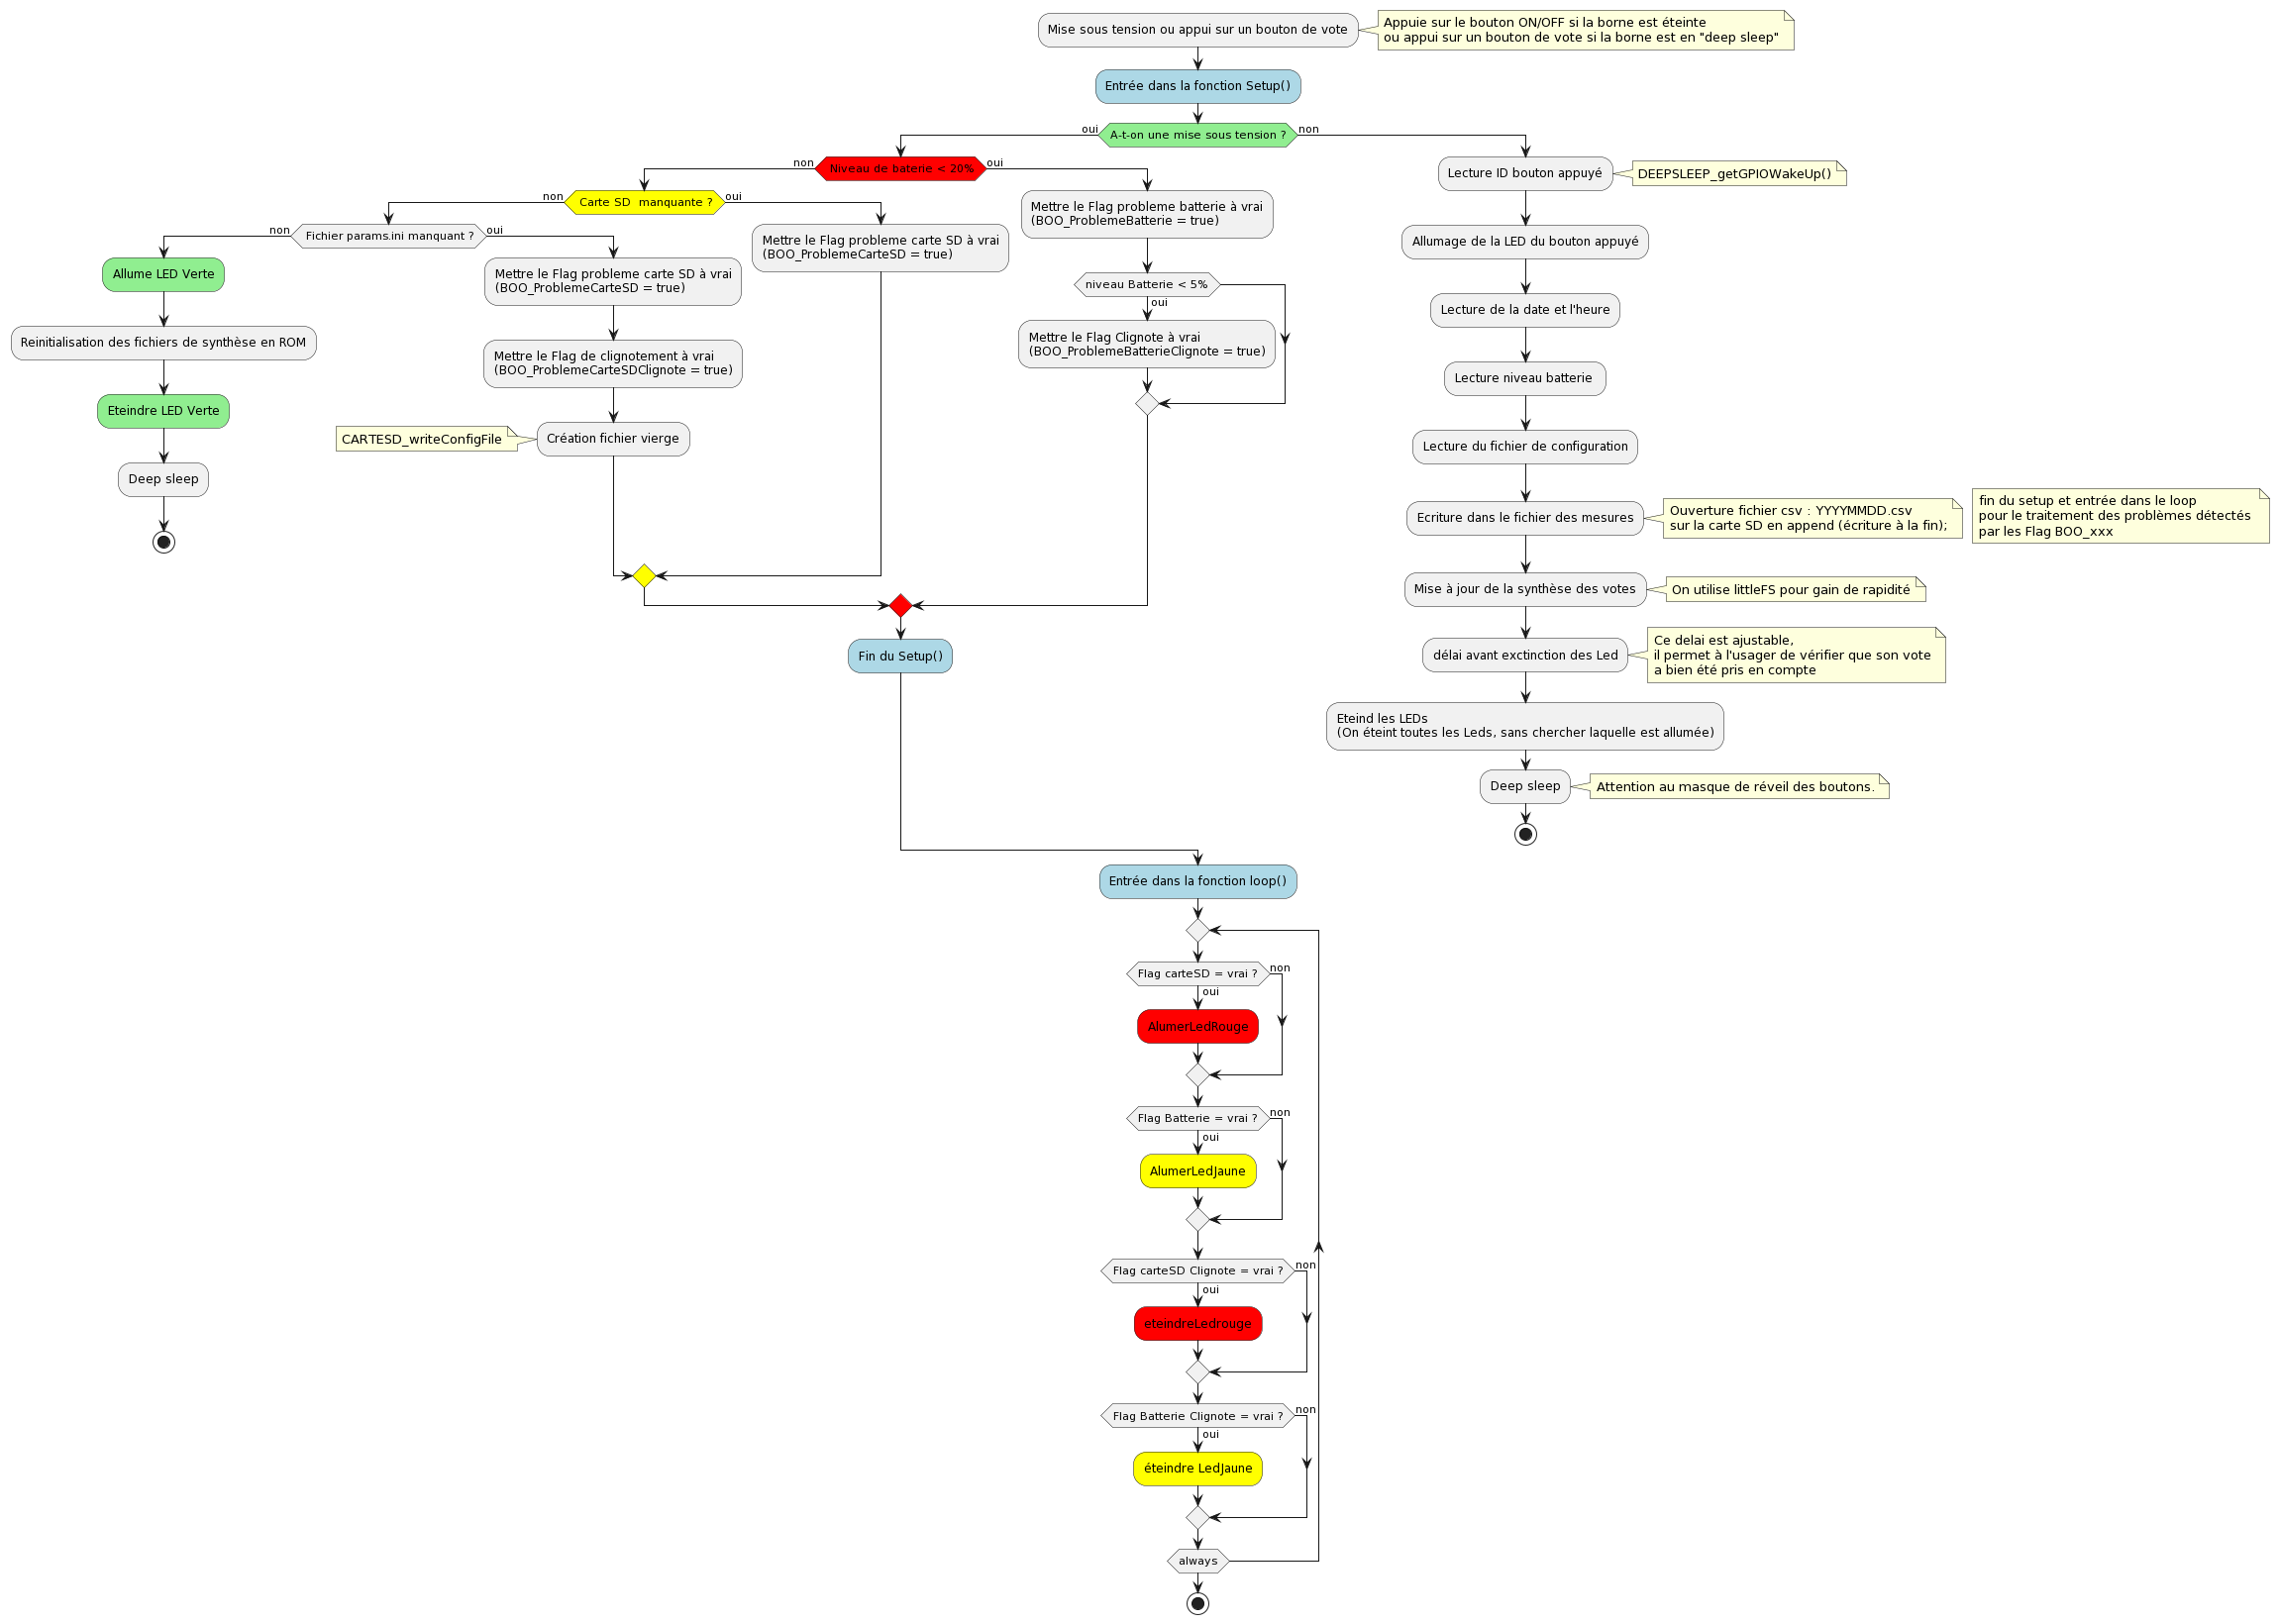 Mise sous tension ou appui sur un bouton de vote
Appuie sur le bouton ON/OFF si la borne est éteinte
ou appui sur un bouton de vote si la borne est en "deep sleep"
Entrée dans la fonction Setup()
oui
A-t-on une mise sous tension ?
non
non
Niveau de baterie < 20%
oui
non
Carte SD  manquante ?
oui
non
Fichier params.ini manquant ?
oui
Allume LED Verte
Reinitialisation des fichiers de synthèse en ROM
Eteindre LED Verte
Deep sleep
Mettre le Flag probleme carte SD à vrai
(BOO_ProblemeCarteSD = true)
Mettre le Flag de clignotement à vrai
(BOO_ProblemeCarteSDClignote = true)
CARTESD_writeConfigFile
Création fichier vierge
Mettre le Flag probleme carte SD à vrai
(BOO_ProblemeCarteSD = true)
Mettre le Flag probleme batterie à vrai
(BOO_ProblemeBatterie = true)
niveau Batterie < 5%
oui
Mettre le Flag Clignote à vrai
(BOO_ProblemeBatterieClignote = true)
Fin du Setup()
Lecture ID bouton appuyé
DEEPSLEEP_getGPIOWakeUp()
Allumage de la LED du bouton appuyé
Lecture de la date et l'heure
Lecture niveau batterie
Lecture du fichier de configuration
Ecriture dans le fichier des mesures
Ouverture fichier csv : YYYYMMDD.csv
sur la carte SD en append (écriture à la fin);
fin du setup et entrée dans le loop
pour le traitement des problèmes détectés
par les Flag BOO_xxx
Mise à jour de la synthèse des votes
On utilise littleFS pour gain de rapidité
délai avant exctinction des Led
Ce delai est ajustable,
il permet à l'usager de vérifier que son vote
a bien été pris en compte
Eteind les LEDs
(On éteint toutes les Leds, sans chercher laquelle est allumée)
Deep sleep
Attention au masque de réveil des boutons.
Entrée dans la fonction loop()
Flag carteSD = vrai ?
non
oui
AlumerLedRouge
Flag Batterie = vrai ?
non
oui
AlumerLedJaune
Flag carteSD Clignote = vrai ?
non
oui
eteindreLedrouge
Flag Batterie Clignote = vrai ?
non
oui
éteindre LedJaune
always